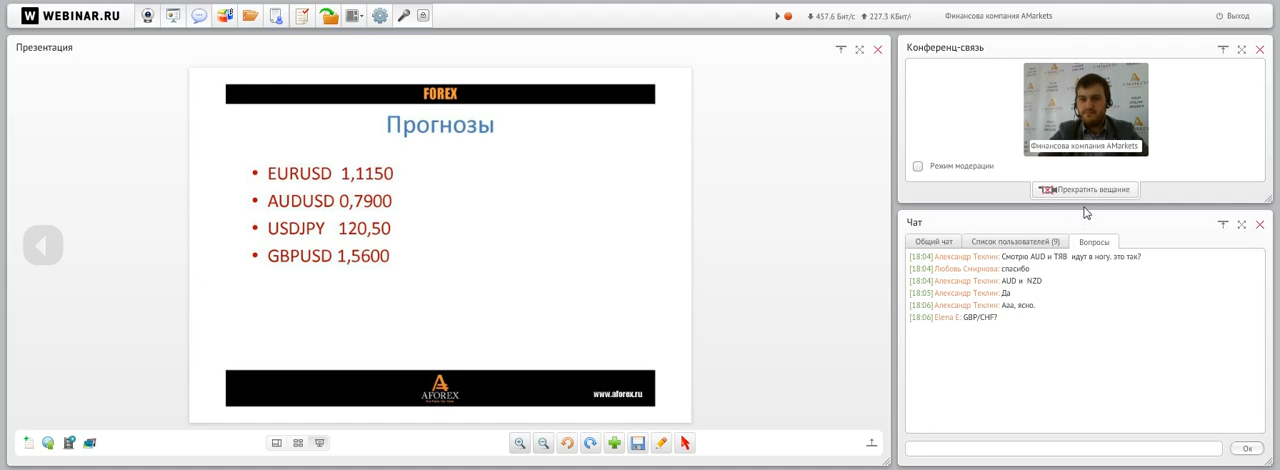 WEBINAR.RU
457.6 Бит/с
227.3 КБит/
Финансова компания AMarkets
Выход
Презентация
FOREX
Прогнозы
EURUSD 1,1150
AUDUSD 0,7900
USDJPY 120,50
GBPUSD 1,5600
AFOREX
www.aforex.ru
Конференц-связь
Финансова компания AMarkets
Режим модерации
Прекратить вещание
Чат
Общий чат
Список пользователей (9)
Вопросы
[18:04] Александр Теклин: Смотрю AUD и ТЯВ идут в ногу. это так?
[18:04] Любовь Смирнова: спасибо
[18:04] Александр Теклин: AUD и NZD
[18:05] Александр Теклин: Да
[18:06] Александр Теклин: Ааа, ясно.
[18:06] Elena E: GBP/CHF?
Ок